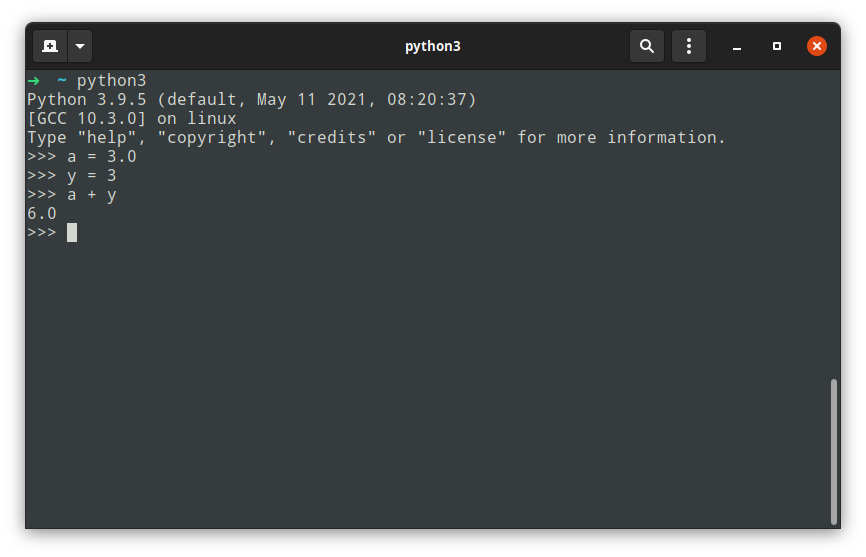 python3
➜ ~ python3
Python 3.9.5 (default, May 11 2021, 08:20:37)
[GCC 10.3.0] on linux
Type "help", "copyright", "credits" or "license" for more information.
>>> a = 3.0
>>> y = 3
>>> a + y
6.0
>>>